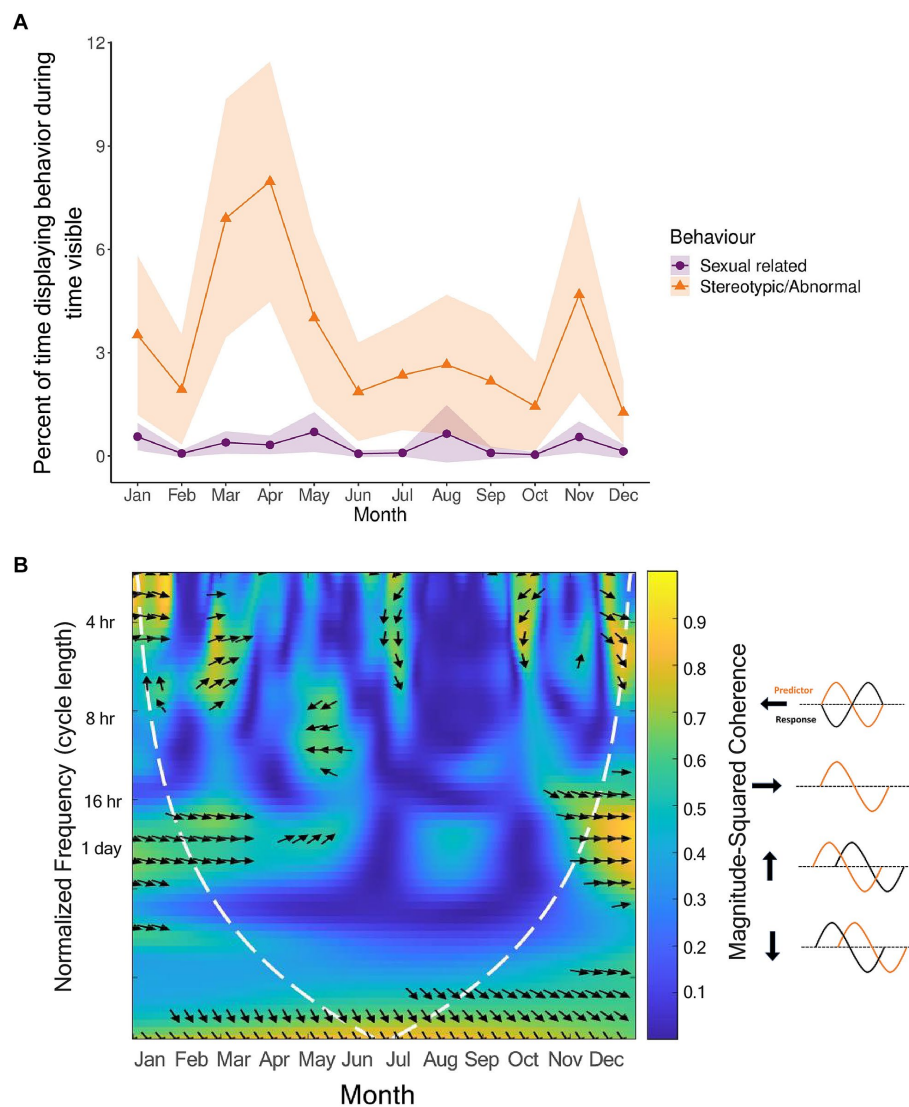 A
Percent of time displaying behavior during
time visible
12
9
6
3
0
Jan Feb Mar Apr May Jun Jul Aug Sep Oct Nov Dec
Month
Behaviour
Sexual related
Stereotypic/Abnormal
B
Normalized Frequency (cycle length)
4 hr
8 hr
16 hr
1 day
Jan Feb Mar Apr May Jun Jul Aug Sep Oct Nov Dec
Month
0.9
0.8
0.7
0.6
0.5
0.4
0.3
0.2
0.1
Magnitude-Squared Coherence
Predictor
Response